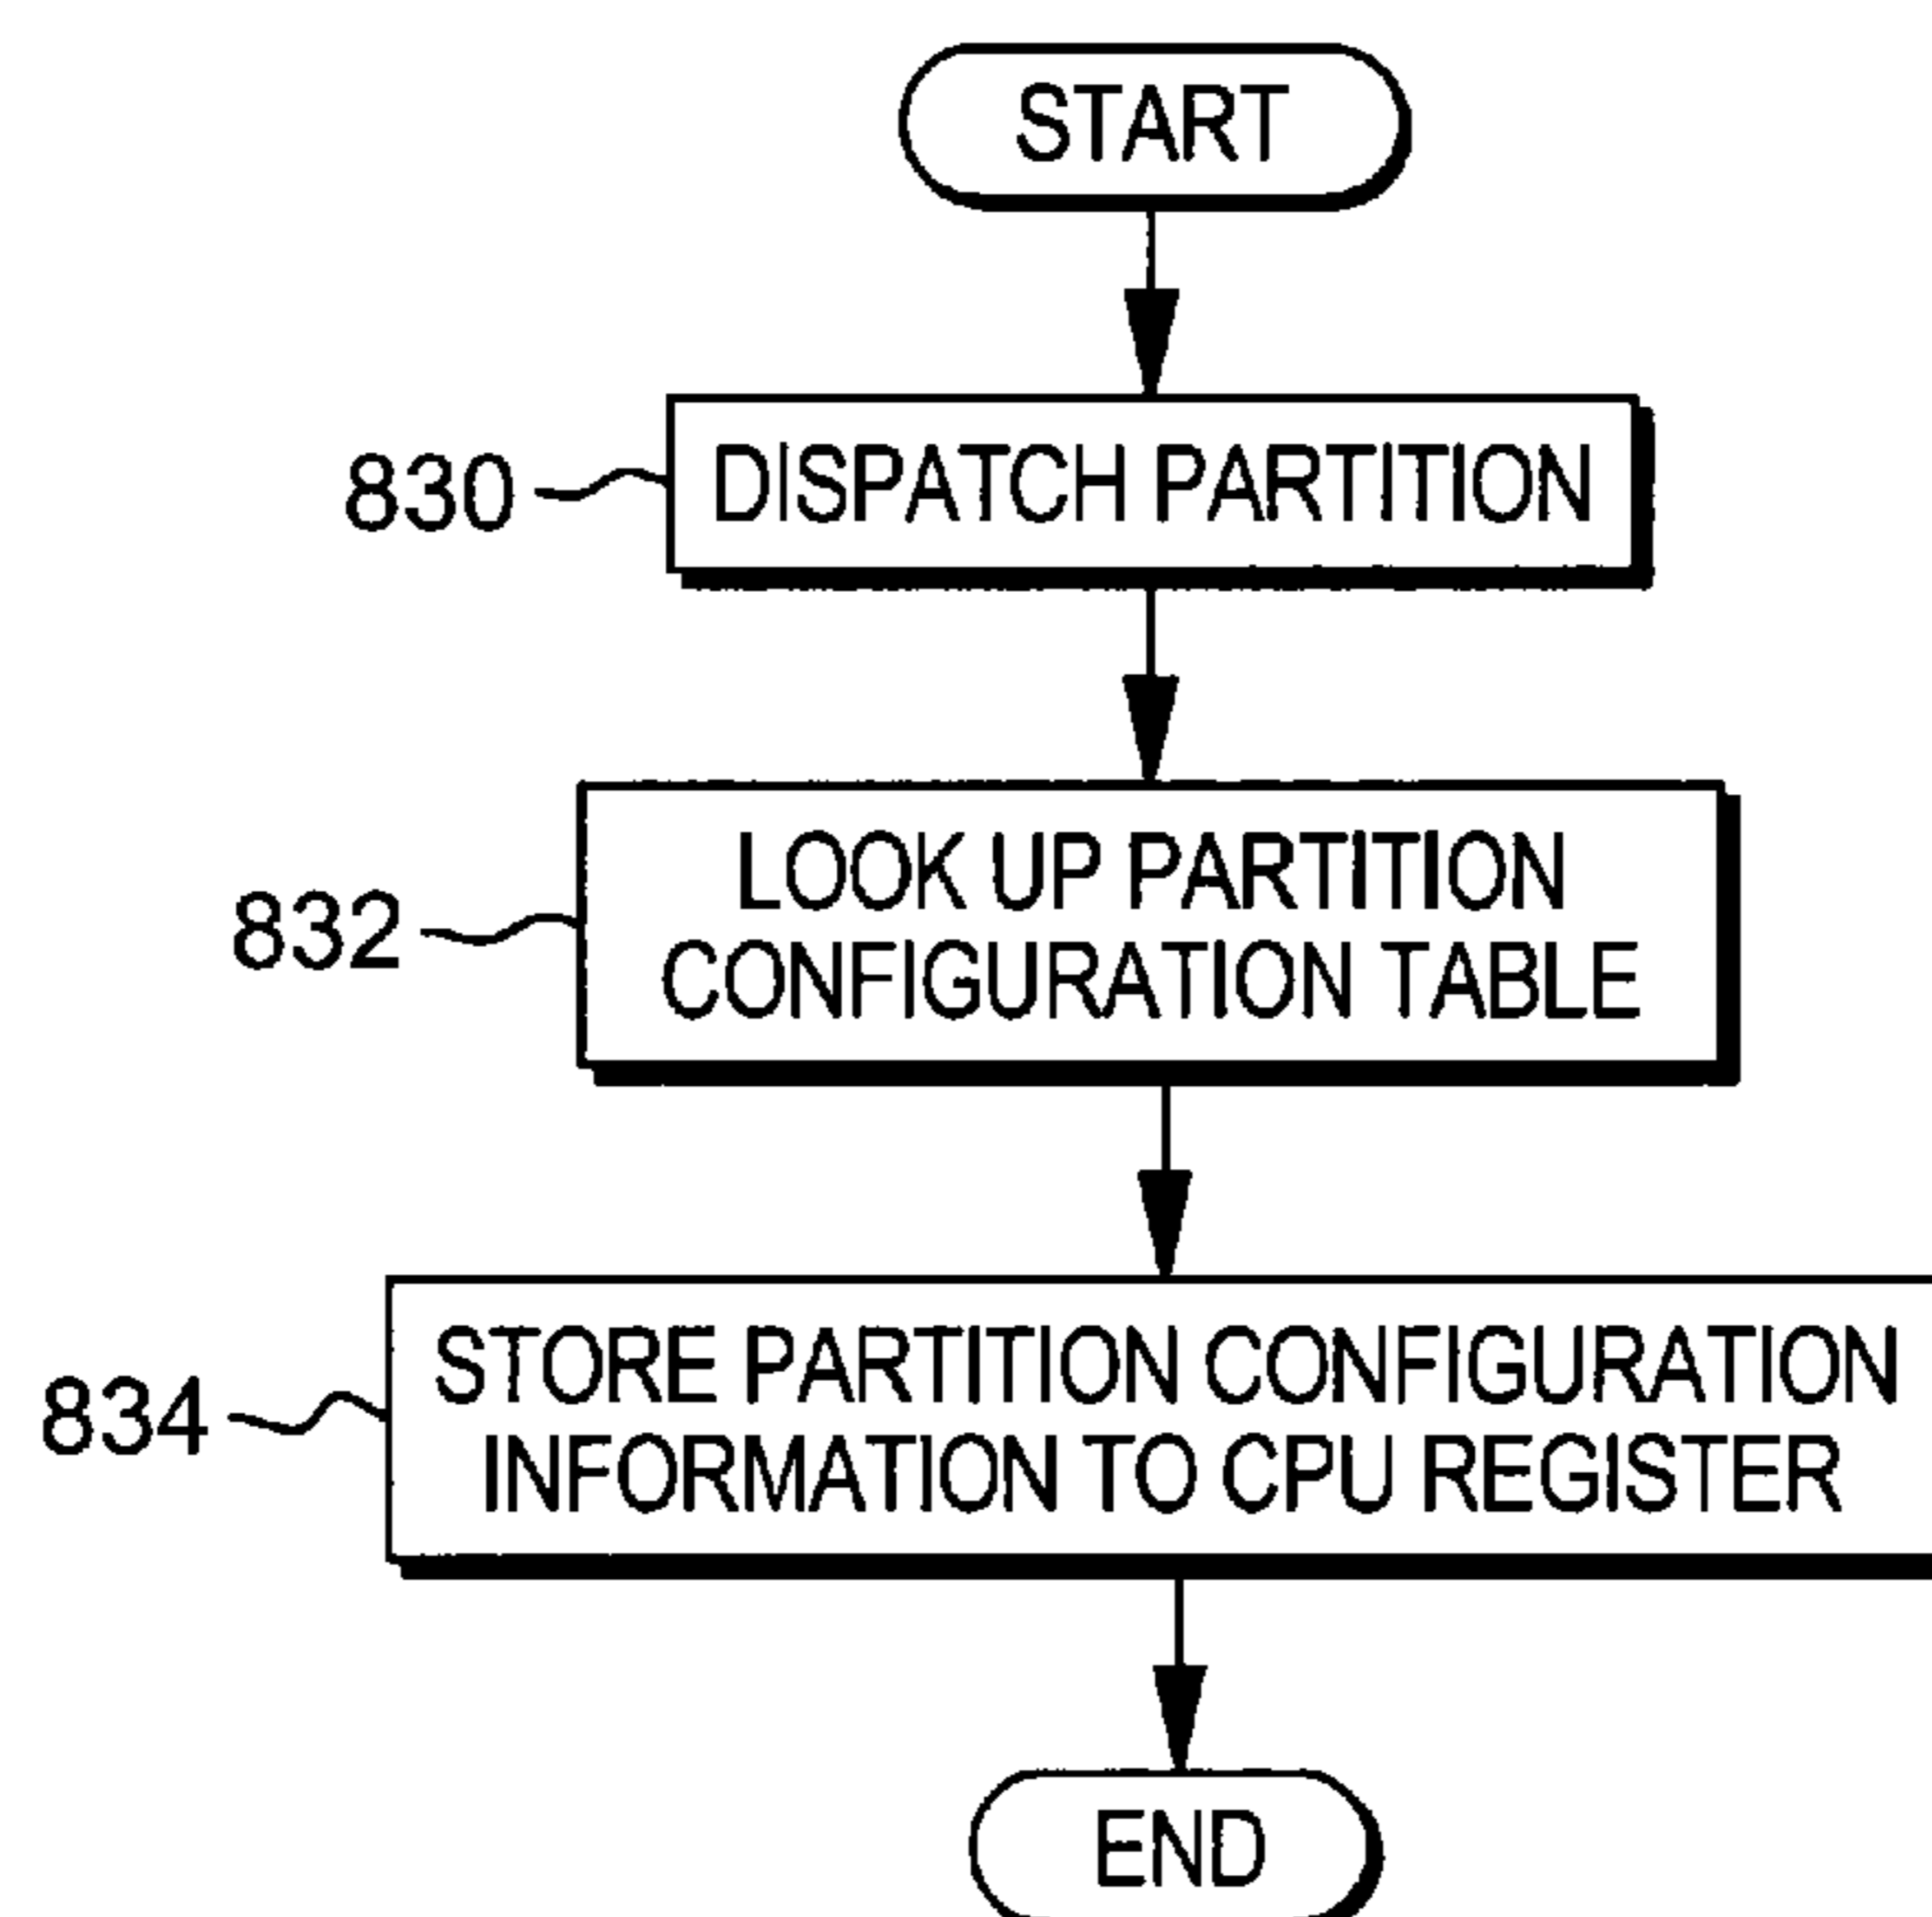 START
830
DISPATCH PARTITION
832
LOOK UP PARTITION
CONFIGURATION TABLE
834
STORE PARTITION CONFIGURATION
INFORMATION TO CPU REGISTER
END